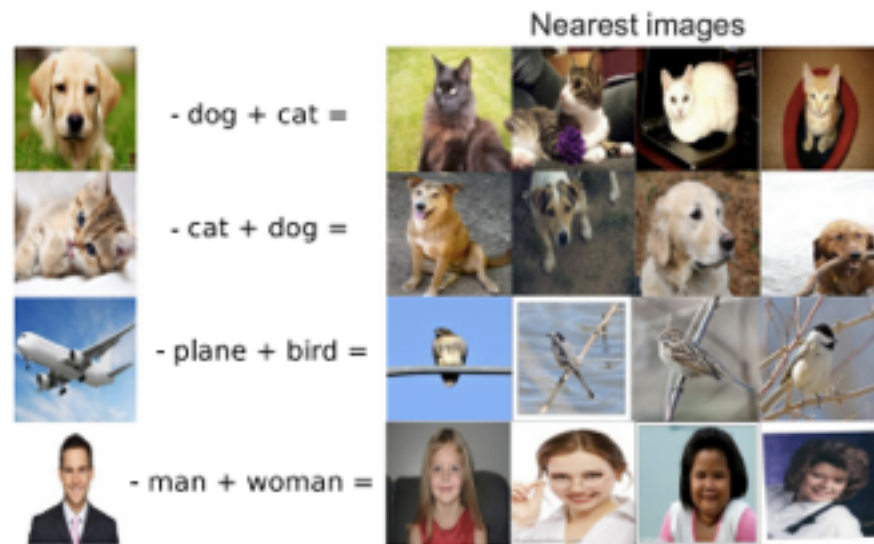 Nearest images
- dog + cat =
- cat + dog =
- plane + bird =
- man + woman =